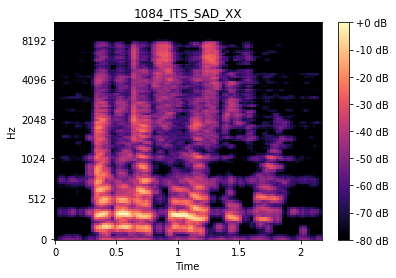 1084_ITS_SAD_XX
8192
4096
2048
1024
512
0
Hz
0
0.5
1
1.5
2
Time
+0 dB
-10 dB
-20 dB
-30 dB
-40 dB
-50 dB
-60 dB
-70 dB
-80 dB